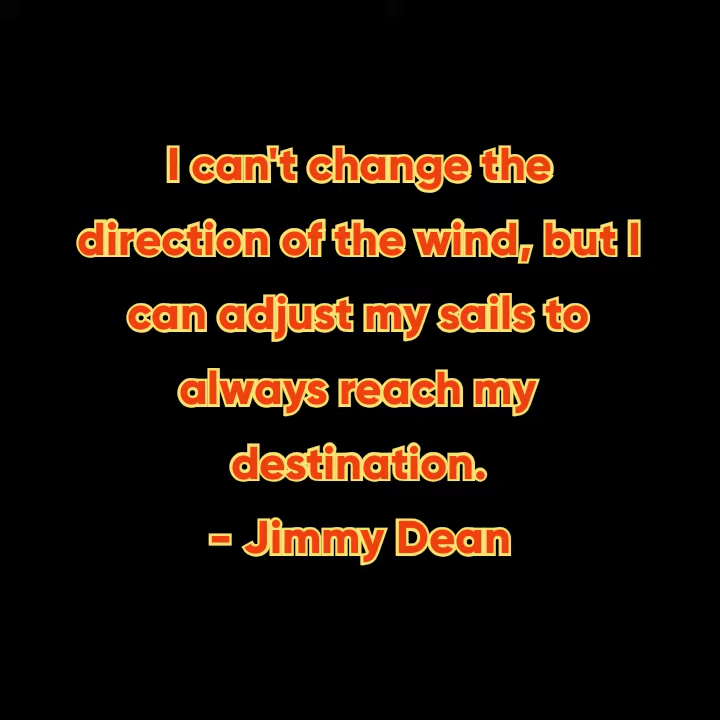 I can't change the
direction of the wind, but I
can adjust my sails to
always reach my
destination.
- Jimmy Dean